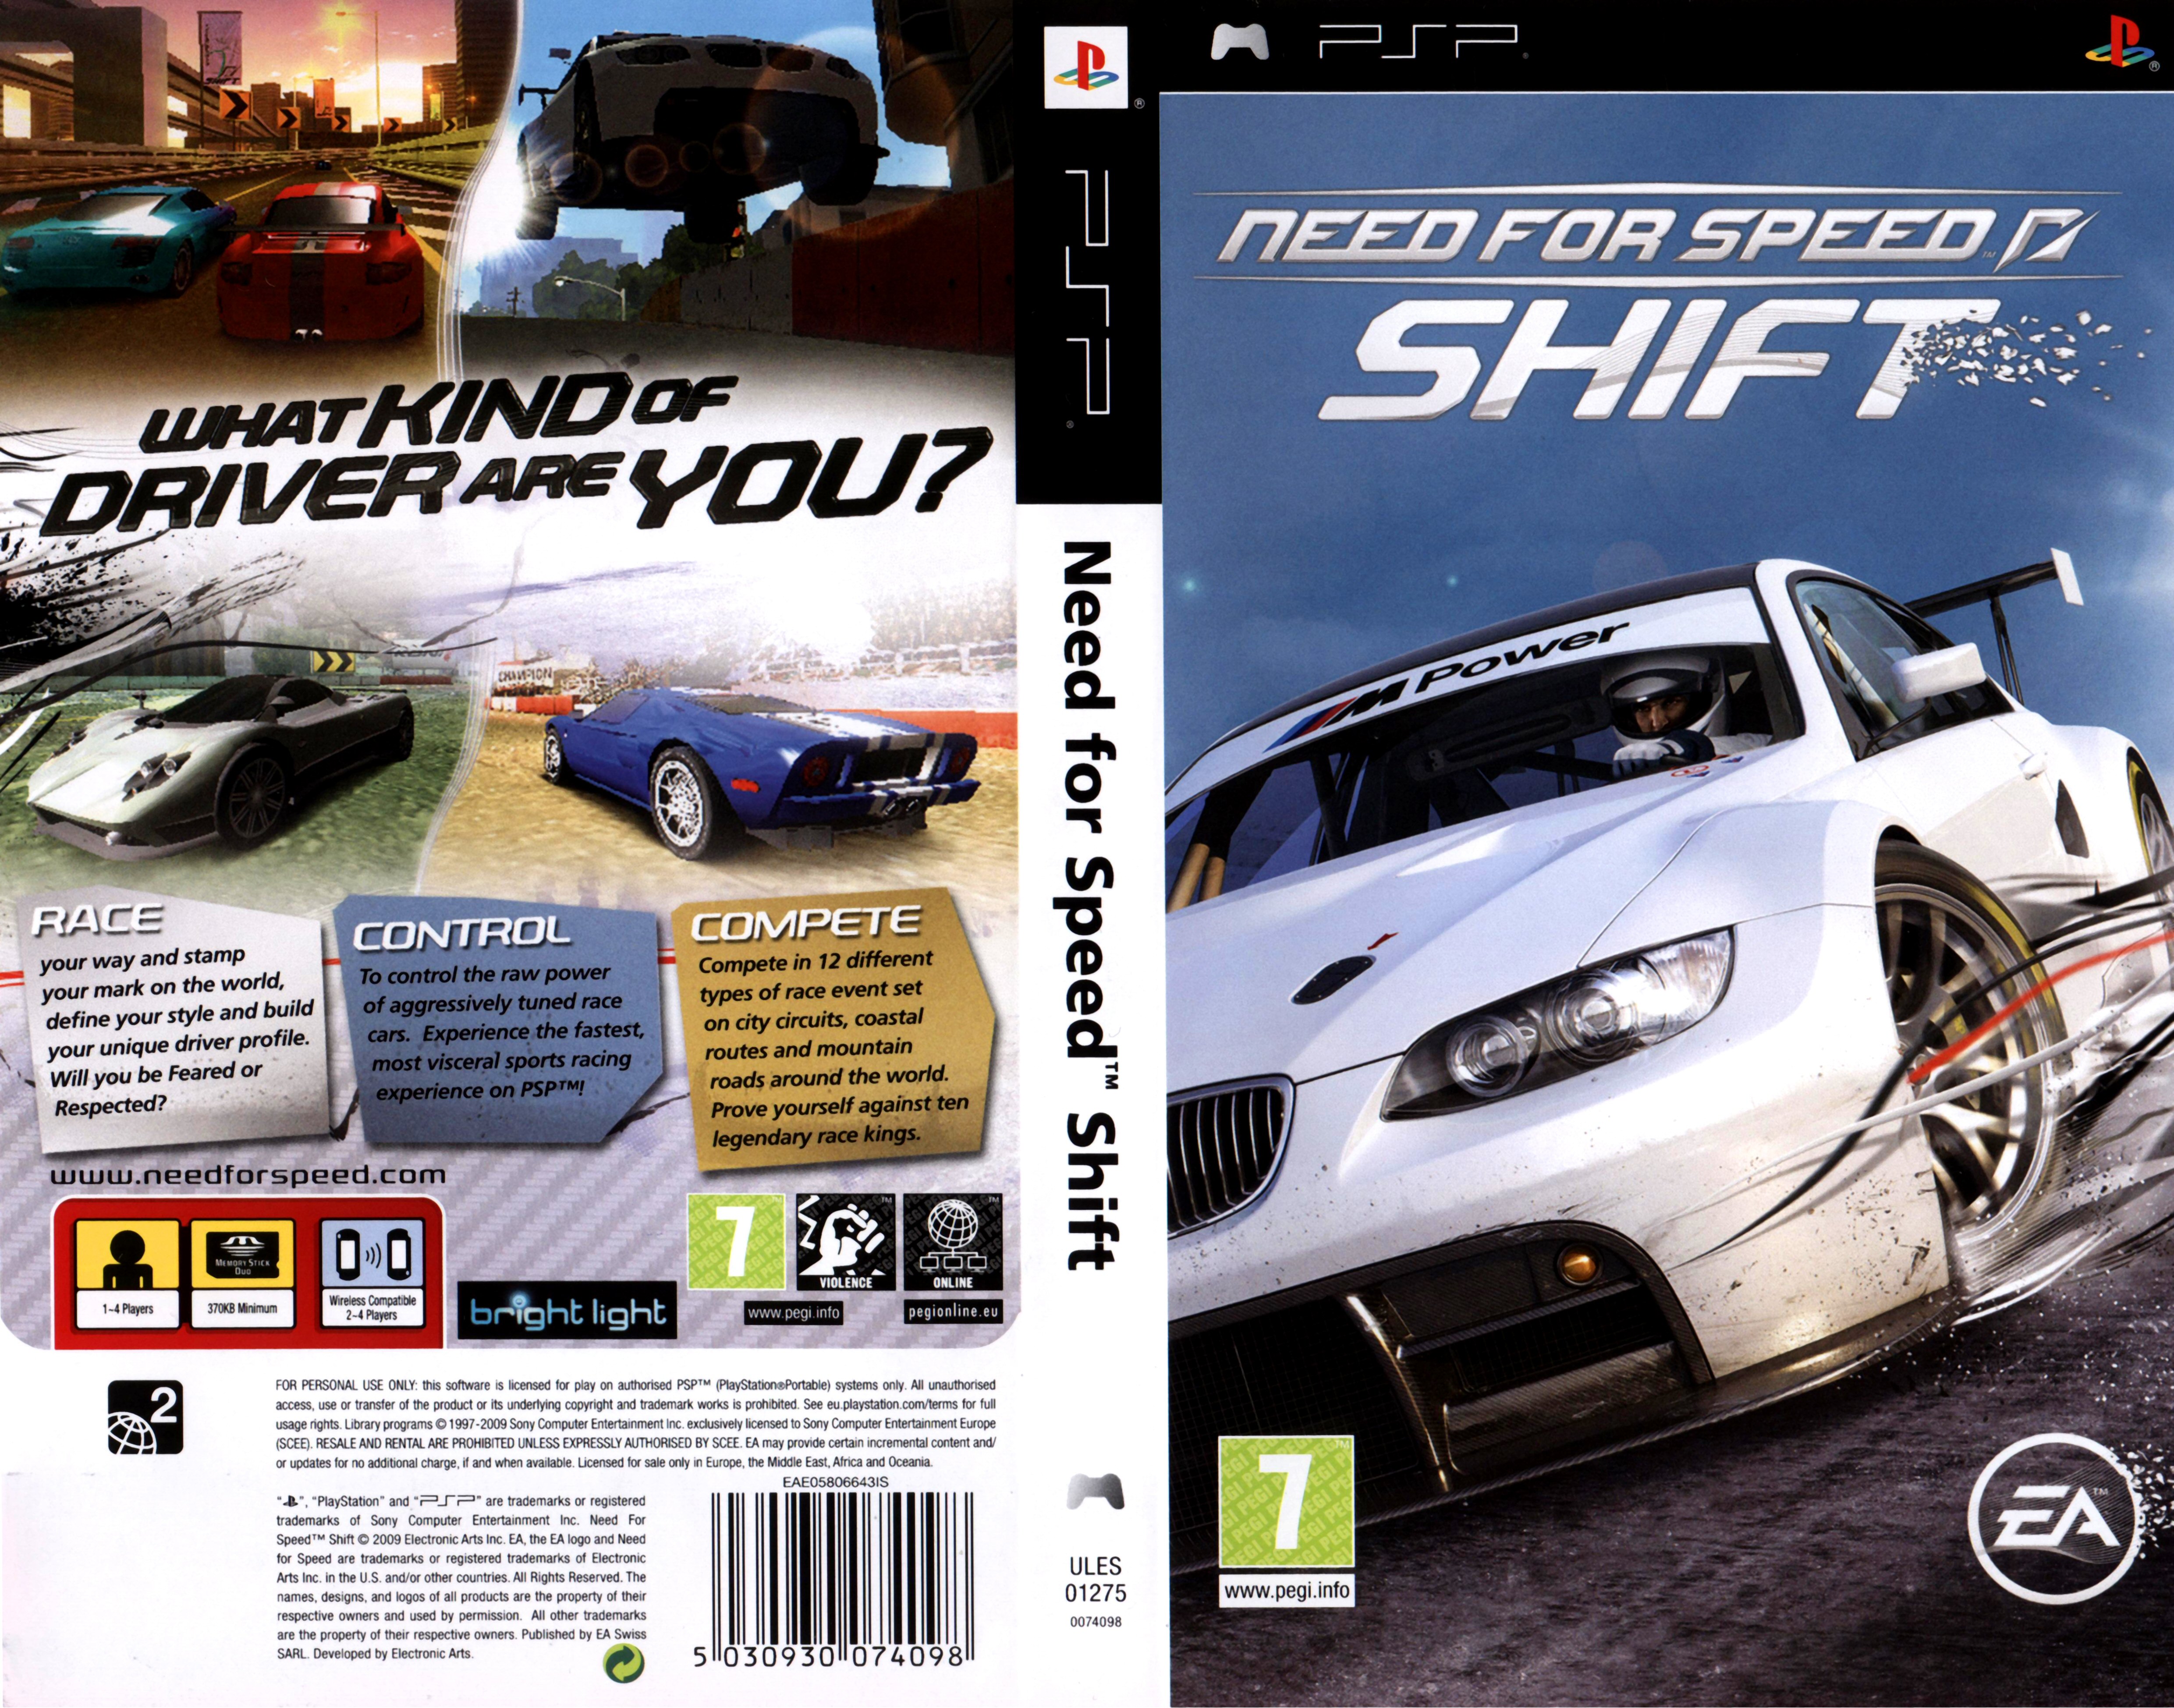 WHAT KIND OF
DRIVER ARE YOU?
CHAMPION
RACE
your way and stamp
your mark on the world,
define your style and build
your unique driver profile.
Will you be Feared or
Respected?
CONTROL
To control the raw power
of aggressively tuned race
cars. Experience the fastest,
most visceral sports racing
experience on PSP™!
COMPETE
Compete in 12 different
types of race event set
on city circuits, coastal
routes and mountain
roads around the world.
Prove yourself against ten
legendary race kings.
www.needforspeed.com
1-4 Players
MEMORY STICK
DUO
370KB Minimum
Wireless Compatible
2-4 Players
bright light
7
www.pegi.info
VIOLENCE
ONLINE
pegionline.eu
2
FOR PERSONAL USE ONLY: this software is licensed for play on authorised PSP™ (PlayStation®Portable) systems only. All unauthorised
access, use or transfer of the product or its underlying copyright and trademark works is prohibited. See eu.playstation.com/terms for full
usage rights. Library programs © 1997-2009 Sony Computer Entertainment Inc. exclusively licensed to Sony Computer Entertainment Europe
(SCEE). RESALE AND RENTAL ARE PROHIBITED UNLESS EXPRESSLY AUTHORISED BY SCEE. EA may provide certain incremental content and/
or updates for no additional charge, if and when available. Licensed for sale only in Europe, the Middle East, Africa and Oceania.
EAE05806643IS
"PS", "PlayStation" and "PSP" are trademarks or registered
trademarks of Sony Computer Entertainment Inc. Need For
Speed™ Shift © 2009 Electronic Arts Inc. EA, the EA logo and Need
for Speed are trademarks or registered trademarks of Electronic
Arts Inc. in the U.S. and/or other countries. All Rights Reserved. The
names, designs, and logos of all products are the property of their
respective owners and used by permission. All other trademarks
are the property of their respective owners. Published by EA Swiss
SARL. Developed by Electronic Arts.
5 030930 074098
PSP®
Need for Speed™ Shift
ULES
01275
0074098
PSP®
NEED FOR SPEED™
SHIFT
M Power
7
www.pegi.info
EA™